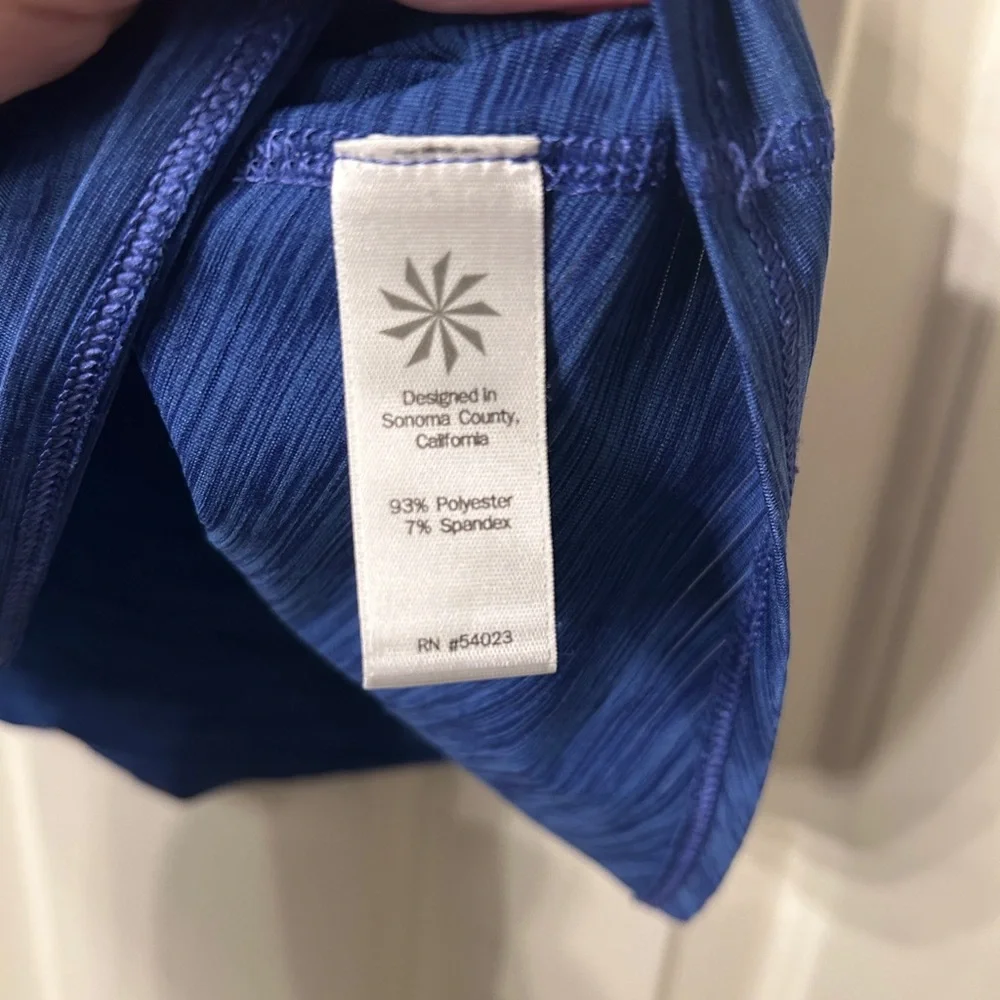 Designed in
Sonoma County,
California
93% Polyester
7% Spandex
RN #54023